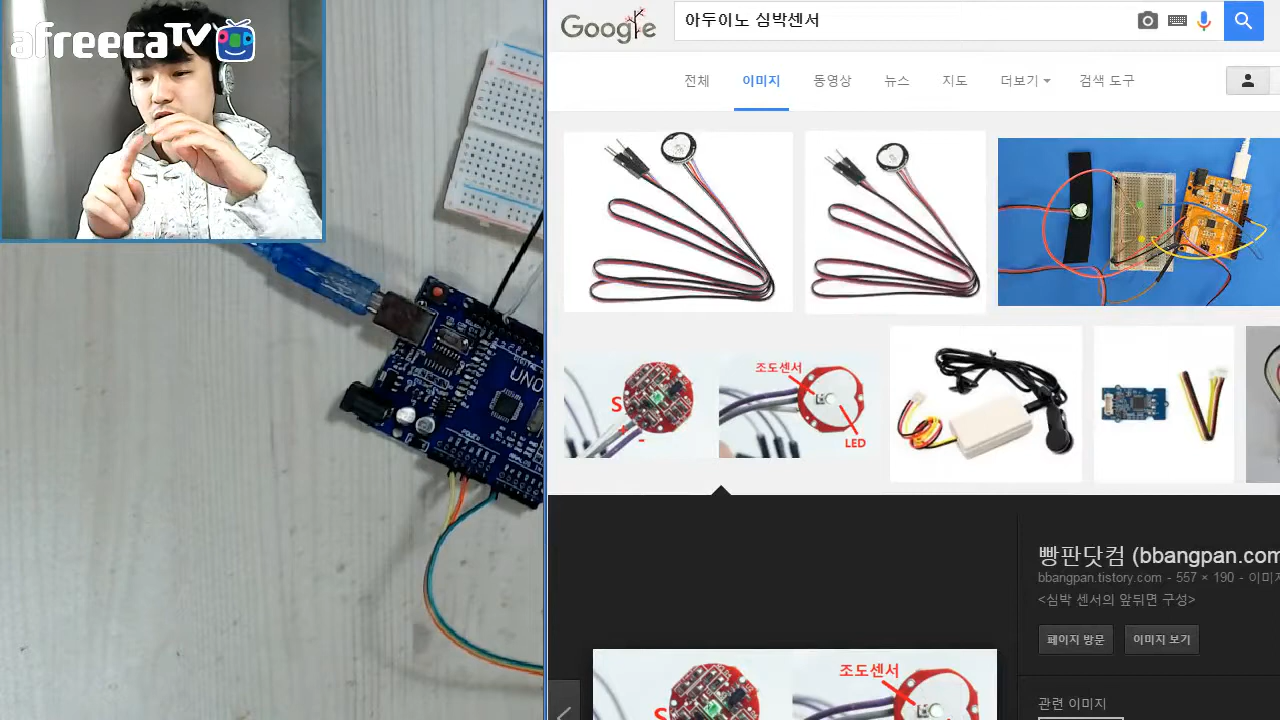 afreecaTV
Google
아두이노 심박센서
전체
이미지
동영상
뉴스
지도
더보기
검색 도구
UNO
DIGITAL
POWER
ANALOG IN
S
+
-
조도센서
LED
빵판닷컴 (bbangpan.com
bbangpan.tistory.com - 557 × 190 - 이미지
<심박 센서의 앞뒤면 구성>
페이지 방문
이미지 보기
조도센서
S
관련 이미지